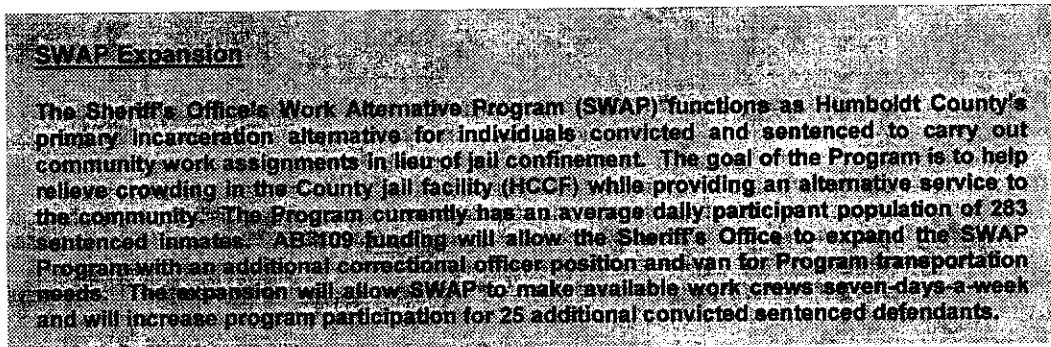 SWAP Expansion
The Sheriff's Office's Work Alternative Program (SWAP) functions as Humboldt County's
primary incarceration alternative for individuals convicted and sentenced to carry out
community work assignments in lieu of jail confinement. The goal of the Program is to help
relieve crowding in the County jail facility (HCCF) while providing an alternative service to
the community. The Program currently has an average daily participant population of 283
sentenced inmates. AB 109 funding will allow the Sheriff's Office to expand the SWAP
Program with an additional correctional officer position and van for Program transportation
needs. The expansion will allow SWAP to make available work crews seven-days-a-week
and will increase program participation for 25 additional convicted sentenced defendants.